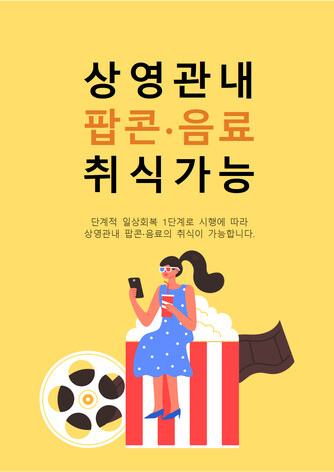 상영관내
팝콘·음료
취식가능
단계적 일상회복 1단계로 시행에 따라
상영관내 팝콘·음료의 취식이 가능합니다.